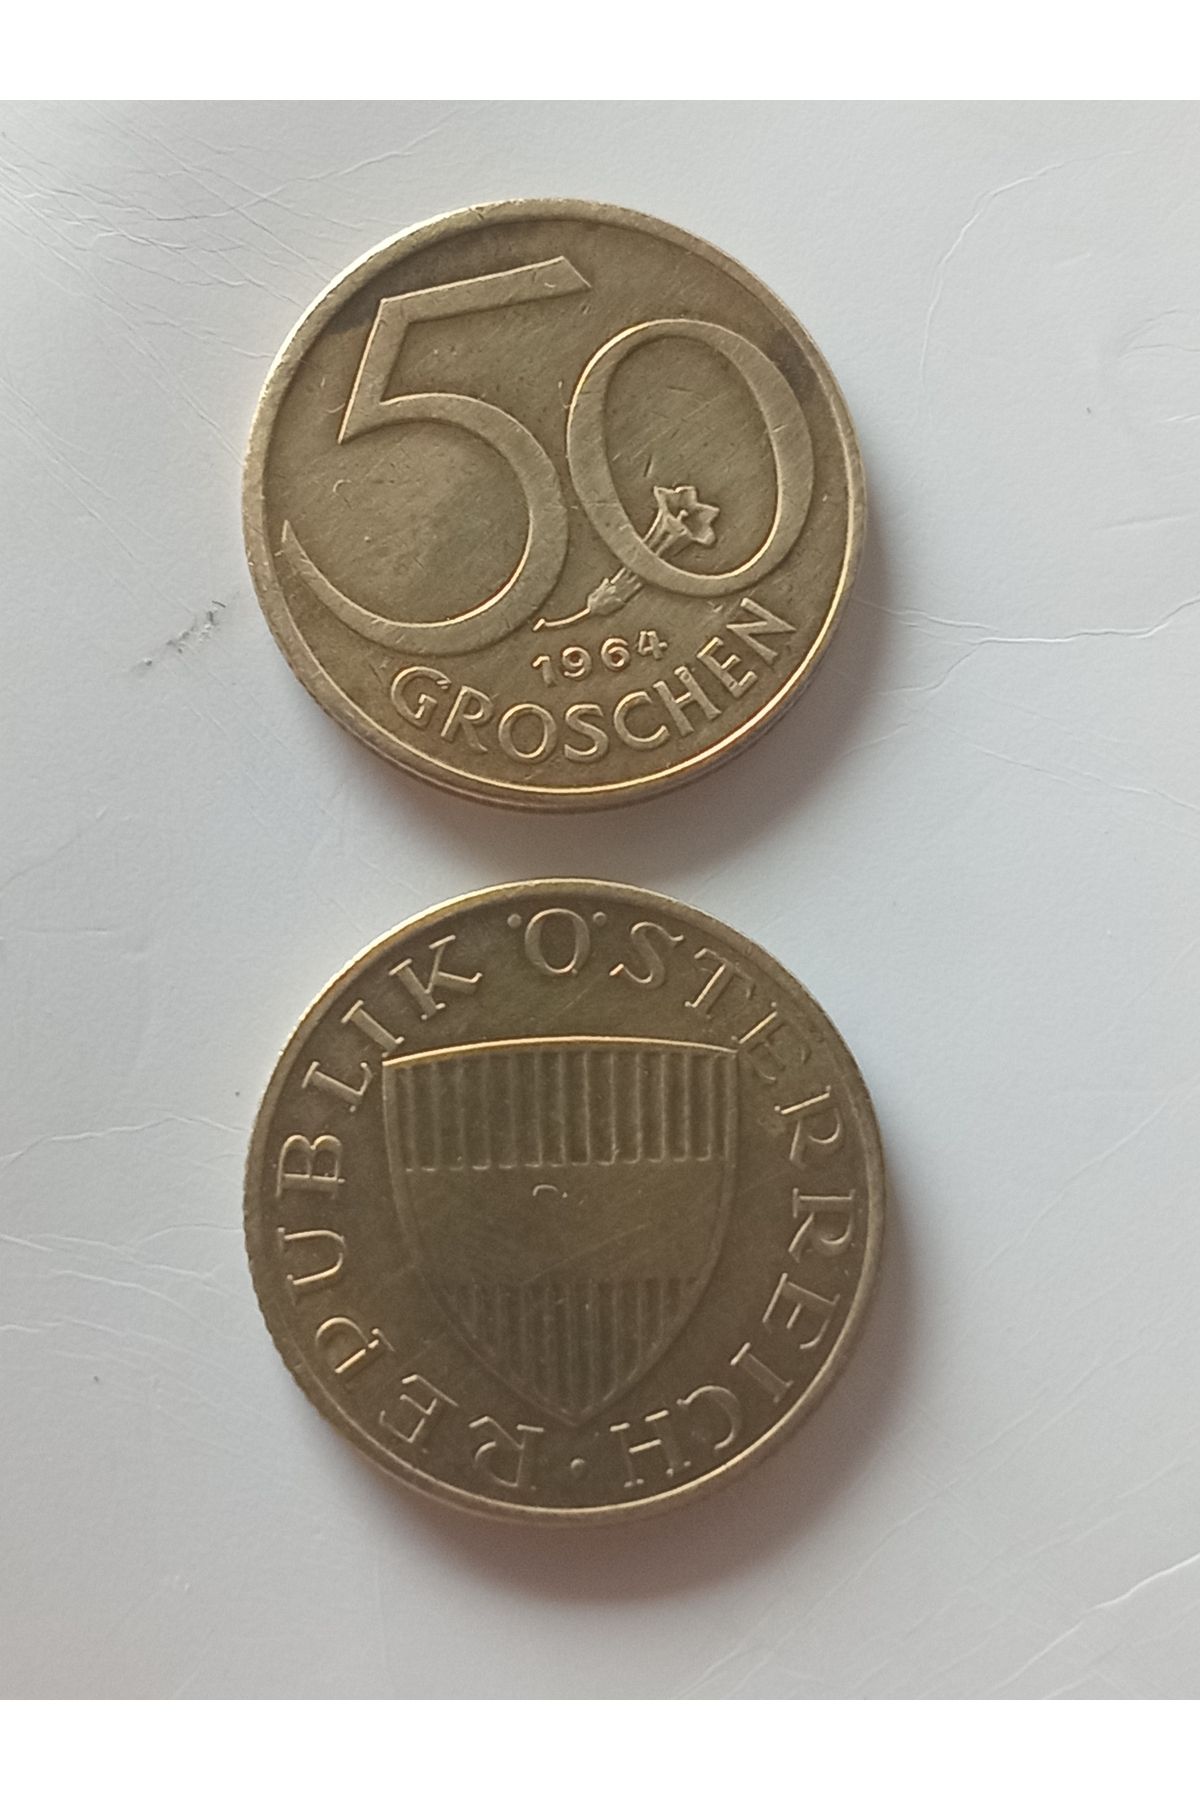 50
1964
GROSCHEN
REPUBLIK ÖSTERREICH ·